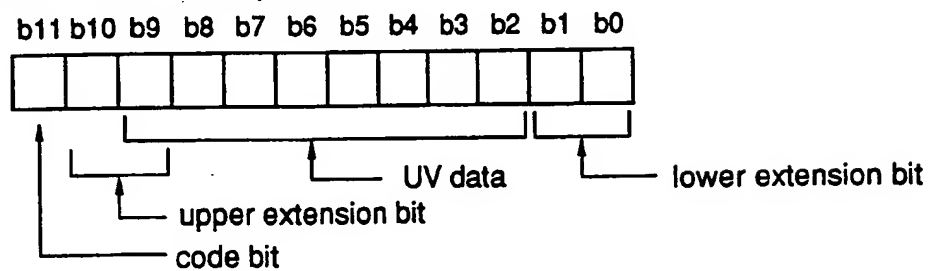 b11 b10 b9 b8 b7 b6 b5 b4 b3 b2 b1 b0
UV data
lower extension bit
upper extension bit
code bit